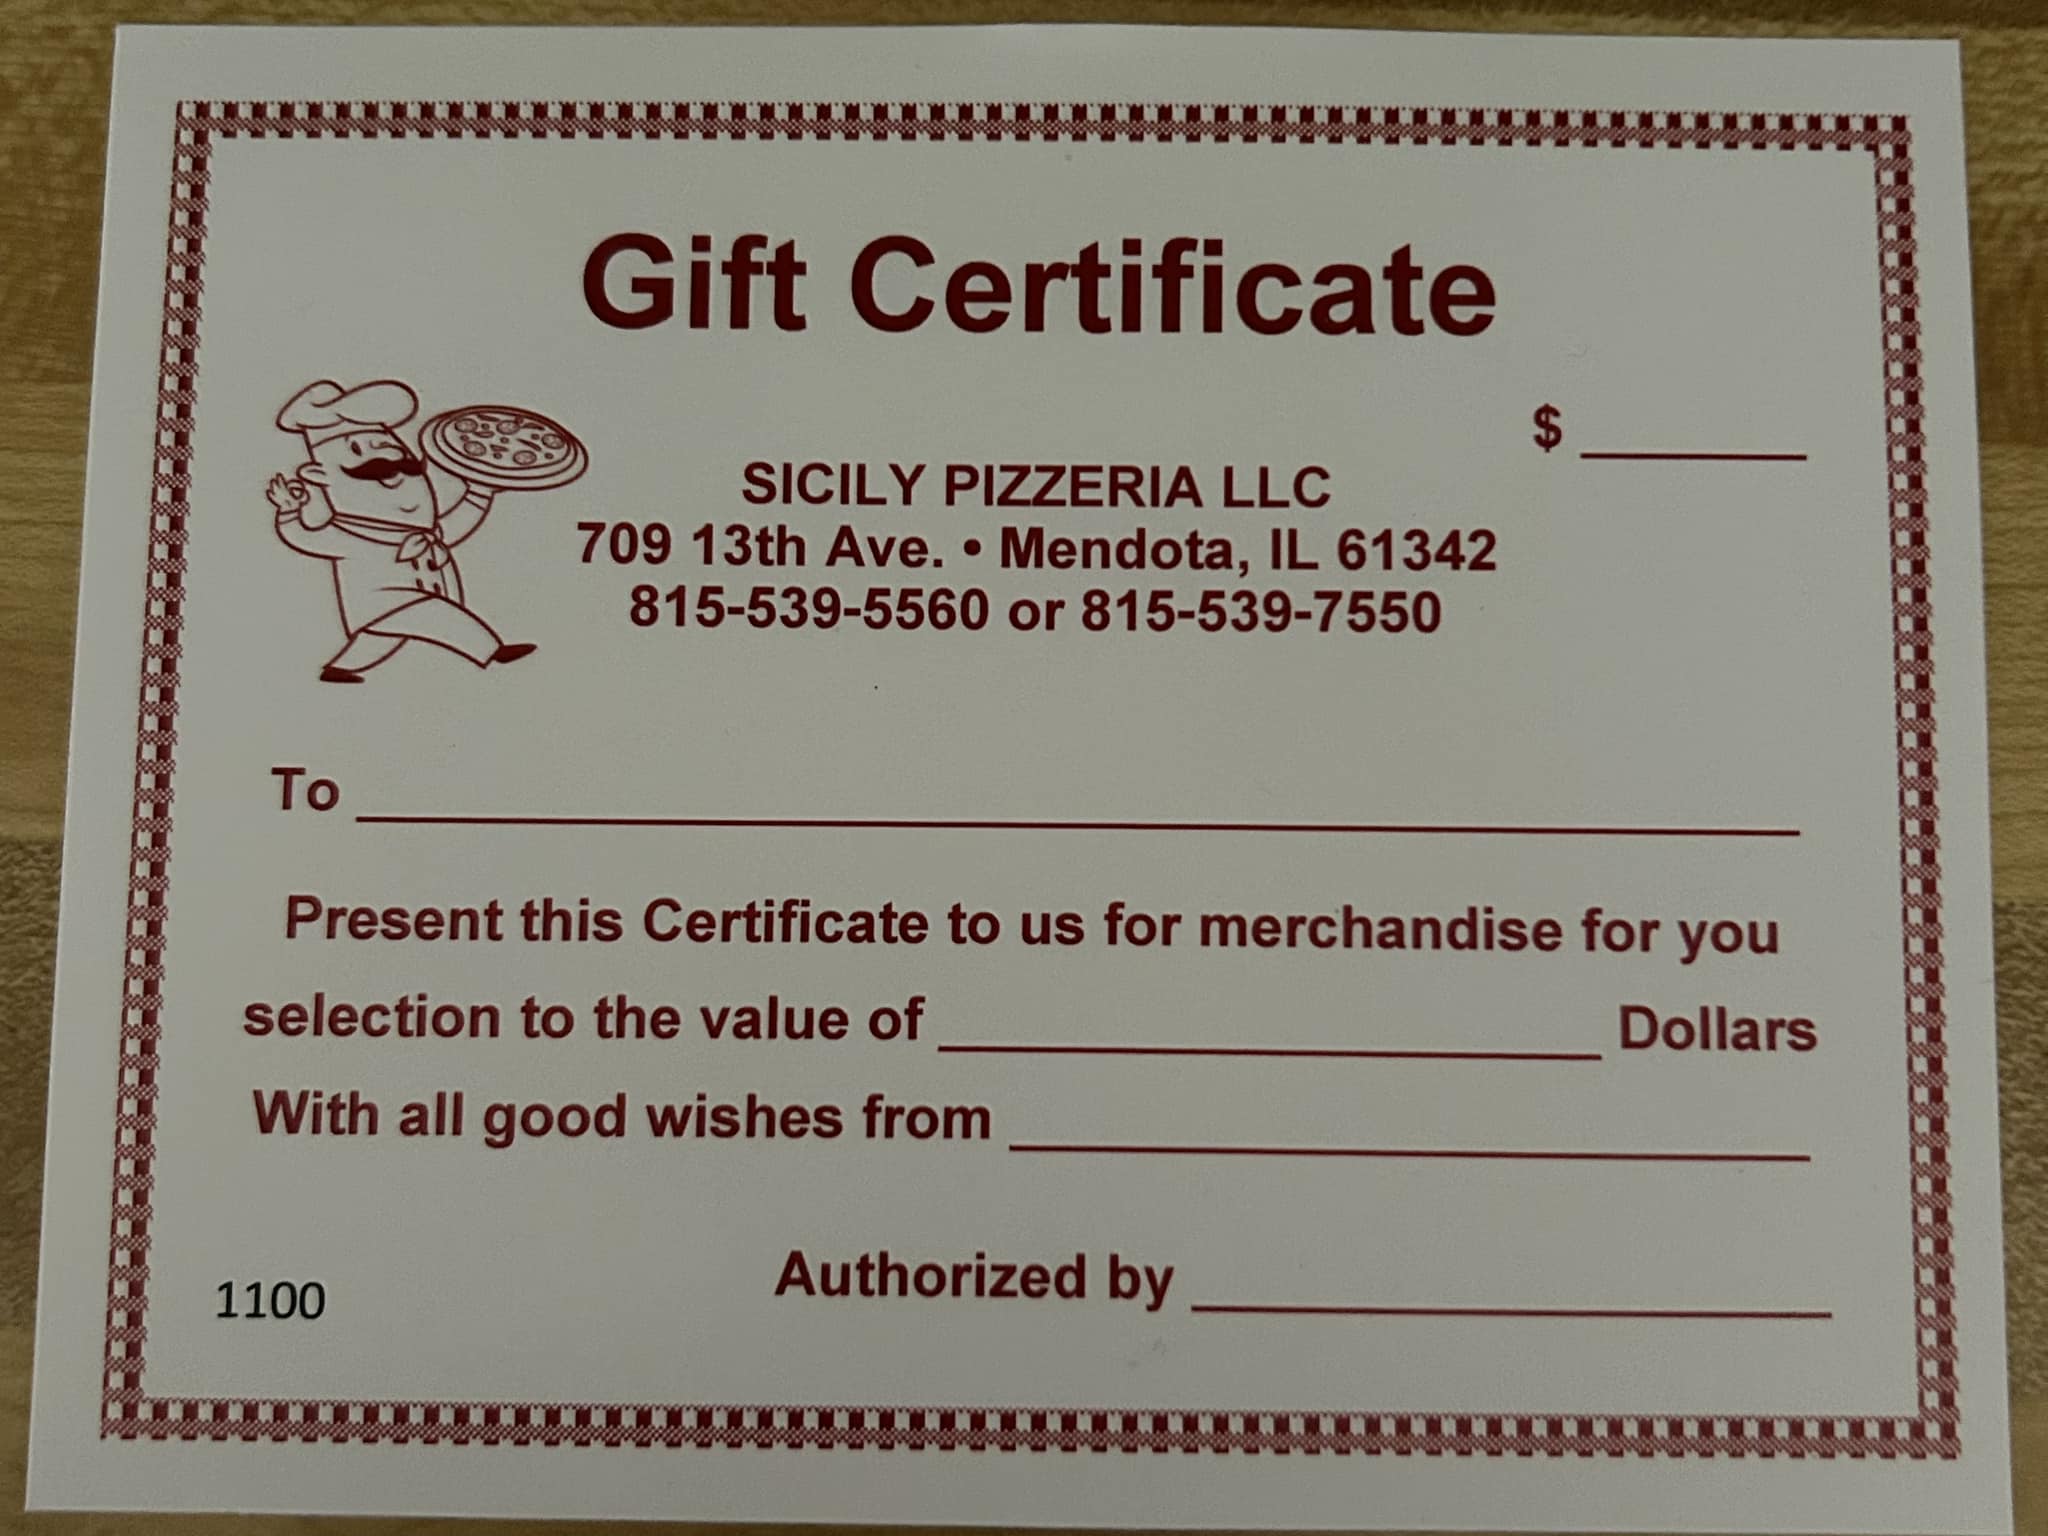 Gift Certificate
$
SICILY PIZZERIA LLC
709 13th Ave. • Mendota, IL 61342
815-539-5560 or 815-539-7550
To
Present this Certificate to us for merchandise for you
selection to the value of Dollars
With all good wishes from
Authorized by
1100